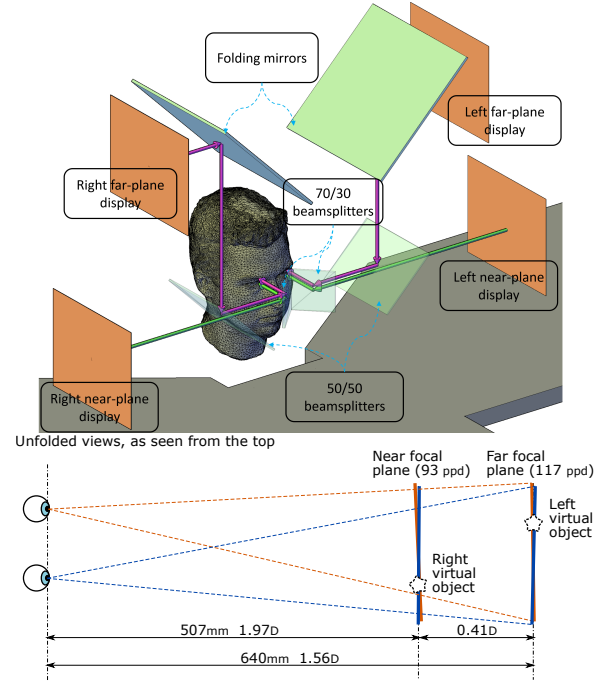 Folding mirrors
Left far-plane
display
70/30
beamsplitters
Right far-plane
display
Left near-plane
display
50/50
beamsplitters
Right near-plane
display
Unfolded views, as seen from the top
Near focal
plane (93 ppd)
Far focal
plane (117 ppd)
Left
virtual
object
Right
virtual
object
507mm 1.97D
0.41D
640mm 1.56D